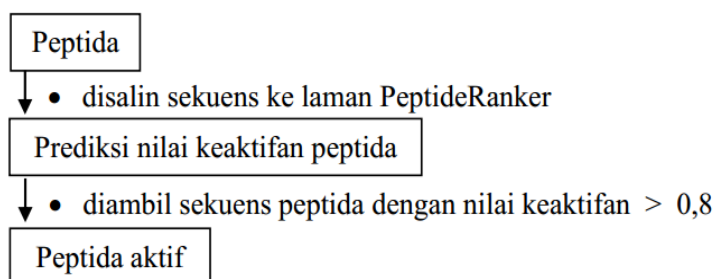 Peptida
• disalin sekuens ke laman PeptideRanker
Prediksi nilai keaktifan peptida
• diambil sekuens peptida dengan nilai keaktifan > 0,8
Peptida aktif